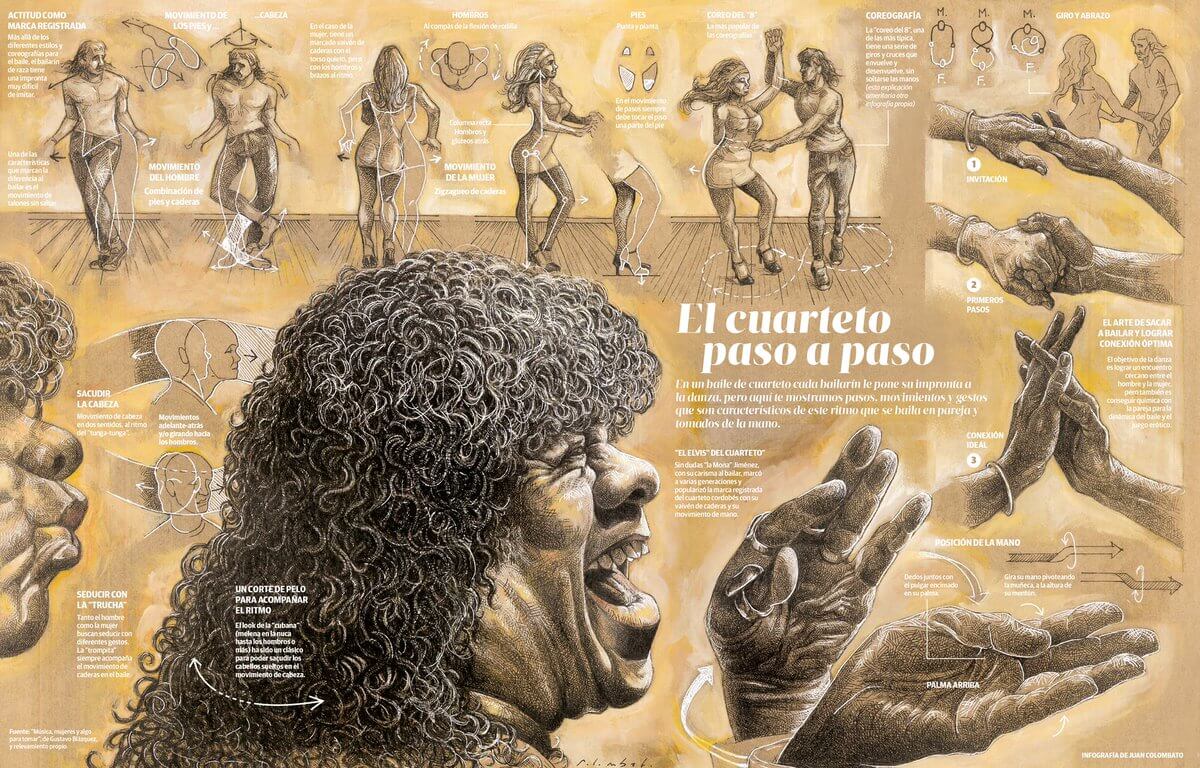 ACTITUD COMO
MARCA REGISTRADA
Más allá de los
diferentes estilos y
coreografías para
el baile, el bailarín
de raza tiene
una impronta
muy difícil
de imitar.
Una de las
características
que marcan la
diferencia al
bailar es el
movimiento de
talones sin saltar.
MOVIMIENTO DE
LOS PIES y...
...CABEZA
MOVIMIENTO
DEL HOMBRE
Combinación de
pies y caderas
En el caso de la
mujer, tiene un
marcado vaivén de
caderas con el
torso quieto, pero
con los hombros y
brazos al ritmo.
HOMBROS
Al compás de la flexión de rodilla
Columna recta
Hombros y
glúteos atrás
MOVIMIENTO
DE LA MUJER
Zigzagueo de caderas
PIES
Punta y planta
En el movimiento
de pasos siempre
debe tocar el piso
una parte del pie
COREO DEL "8"
La más popular de
las coreografías
COREOGRAFÍA
La "coreo del 8", una
de las más típica,
tiene una serie de
giros y cruces que
envuelve y
desenvuelve, sin
soltarse las manos
(esta explicación
ameritaría otra
infografía propia)
M. M. M.
F. F. F.
GIRO Y ABRAZO
1
INVITACIÓN
2
PRIMEROS
PASOS
EL ARTE DE SACAR
A BAILAR Y LOGRAR
CONEXIÓN ÓPTIMA
El objetivo de la danza
es lograr un encuentro
cercano entre el
hombre y la mujer,
pero también es
conseguir química con
la pareja para la
dinámica del baile y el
juego erótico.
CONEXIÓN
IDEAL
3
El cuarteto
paso a paso
En un baile de cuarteto cada bailarín le pone su impronta a
la danza, pero aquí te mostramos pasos, movimientos y gestos
que son característicos de este ritmo que se baila en pareja y
tomados de la mano.
"EL ELVIS" DEL CUARTETO"
Sin dudas "la Mona" Jiménez,
con su carisma al bailar, marcó
a varias generaciones y
popularizó la marca registrada
del cuarteto cordobés con su
vaivén de caderas y su
movimiento de mano.
SACUDIR
LA CABEZA
Movimiento de cabeza
en dos sentidos, al ritmo
del "tunga-tunga".
Movimientos
adelante-atrás
y/o girando hacia
los hombros.
SEDUCIR CON
LA "TRUCHA"
Tanto el hombre
como la mujer
buscan seducir con
diferentes gestos.
La "trompita"
siempre acompaña
el movimiento de
caderas en el baile.
UN CORTE DE PELO
PARA ACOMPAÑAR
EL RITMO
El look de la "cubana"
(melena en la nuca
hasta los hombros o
más) ha sido un clásico
para poder sacudir los
cabellos sueltos en el
movimiento de cabeza.
POSICIÓN DE LA MANO
Dedos juntos con
el pulgar encimado
en su palma.
Gira su mano pivoteando
la muñeca, a la altura de
su mentón.
PALMA ARRIBA
Fuente: "Música, mujeres y algo
para tomar", de Gustavo Blázquez,
y relevamiento propio.
INFOGRAFÍA DE JUAN COLOMBATO